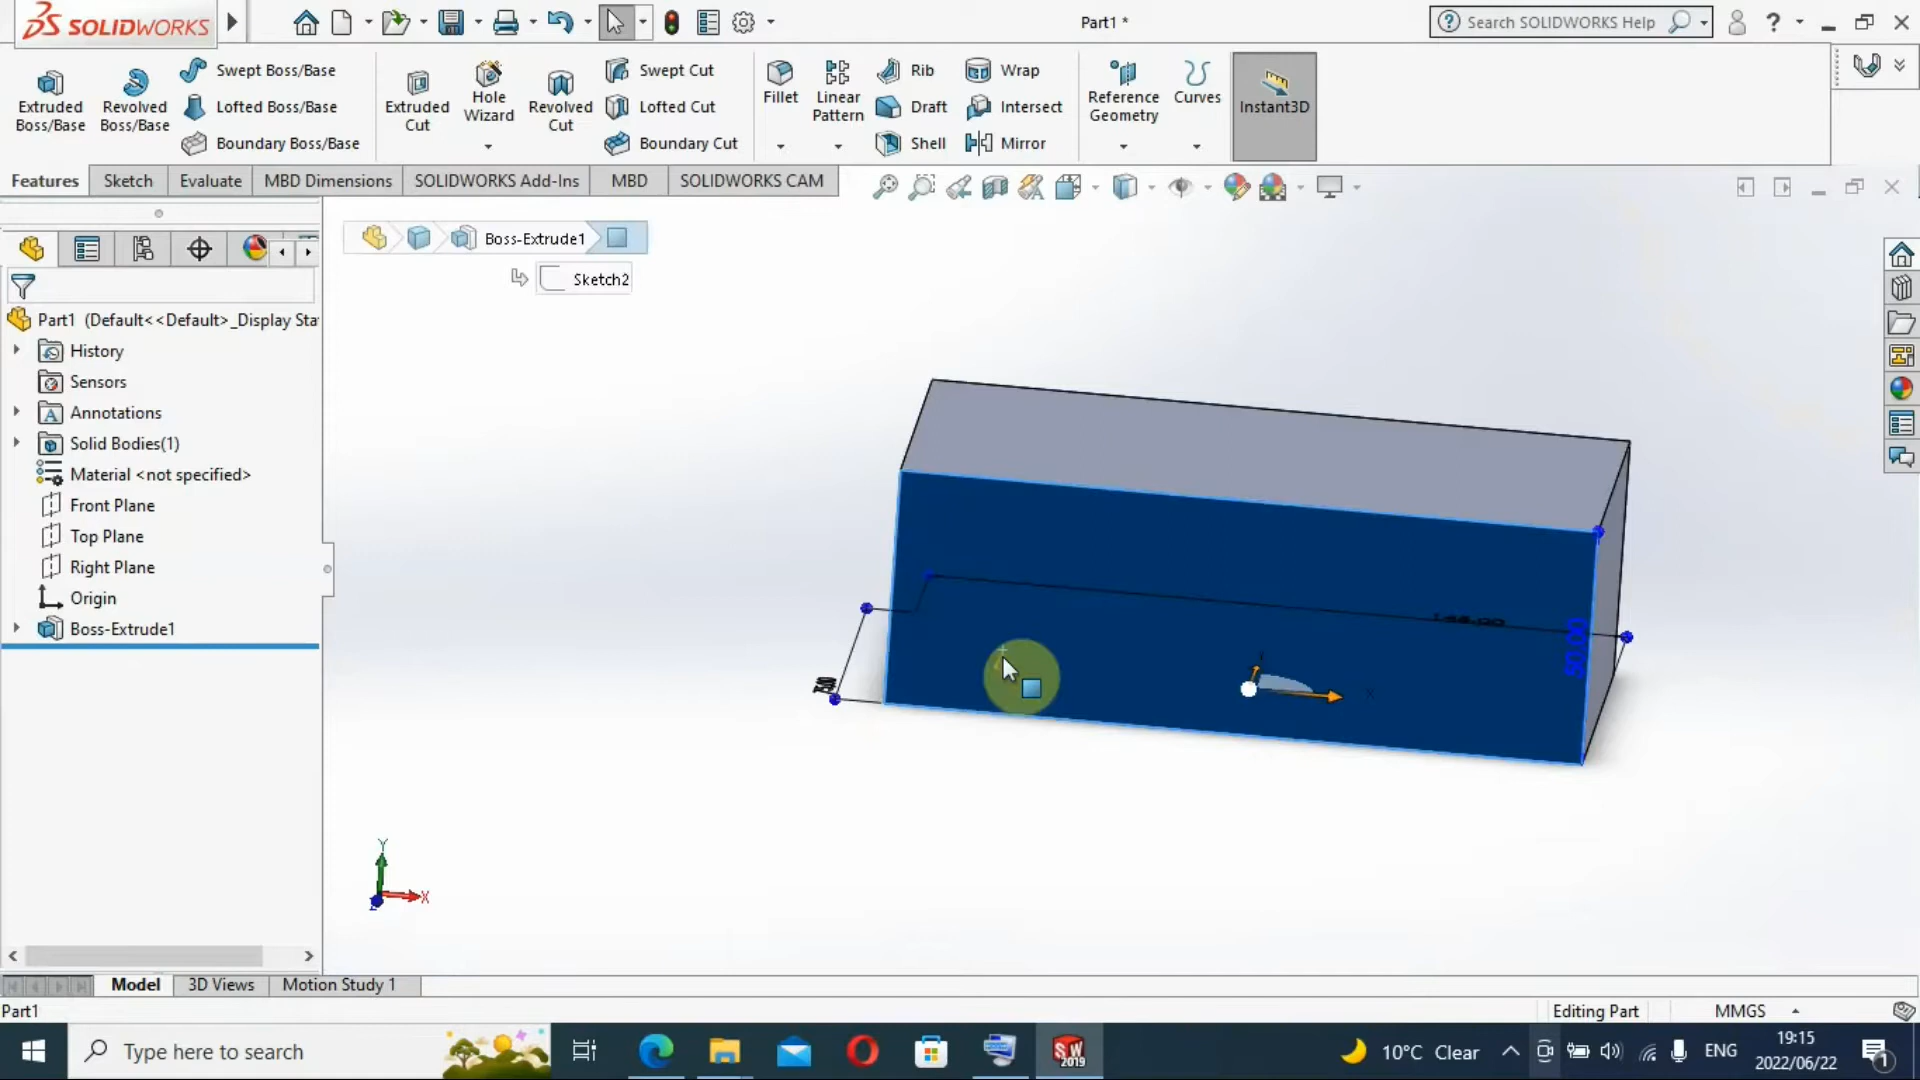 SOLIDWORKS
Part1 *
Search SOLIDWORKS Help
Extruded Boss/Base
Revolved Boss/Base
Swept Boss/Base
Lofted Boss/Base
Boundary Boss/Base
Extruded Cut
Hole Wizard
Revolved Cut
Swept Cut
Lofted Cut
Boundary Cut
Fillet
Linear Pattern
Rib
Draft
Shell
Wrap
Intersect
Mirror
Reference Geometry
Curves
Instant3D
Features
Sketch
Evaluate
MBD Dimensions
SOLIDWORKS Add-Ins
MBD
SOLIDWORKS CAM
Boss-Extrude1
Sketch2
Part1 (Default<<Default>_Display Sta
History
Sensors
Annotations
Solid Bodies(1)
Material <not specified>
Front Plane
Top Plane
Right Plane
Origin
Boss-Extrude1
50.00
X
Y
X
Model
3D Views
Motion Study 1
Part1
Editing Part
MMGS
Type here to search
SW
2019
10°C Clear
ENG
19:15
2022/06/22
1